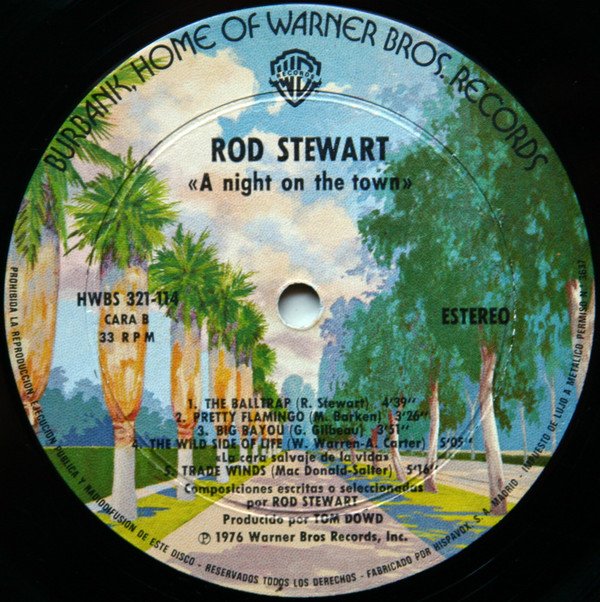 BURBANK, HOME OF WARNER BROS. RECORDS
WB
RECORDS
ROD STEWART
«A night on the town»
HWBS 321-114
CARA B
33 RPM
ESTEREO
1. THE BALLTRAP (R. Stewart) 4'39"
2. PRETTY FLAMINGO (M. Barken) 3'26"
3. BIG BAYOU (G. Gilbeau) 3'51"
4. THE WILD SIDE OF LIFE (W. Warren-A. Carter) 5'05"
«La cara salvaje de la vida»
5. TRADE WINDS (Mac Donald-Salter) 5'16"
Composiciones escritas o seleccionadas
por ROD STEWART
Producido por TOM DOWD
℗ 1976 Warner Bros Records, Inc.
PROHIBIDA LA REPRODUCCION, EJECUCION PUBLICA Y RADIODIFUSION DE ESTE DISCO - RESERVADOS TODOS LOS DERECHOS - FABRICADO POR HISPAVOX, S. A. MADRID - IMPUESTO DE LUJO A METALICO PERMISO N.° 3637